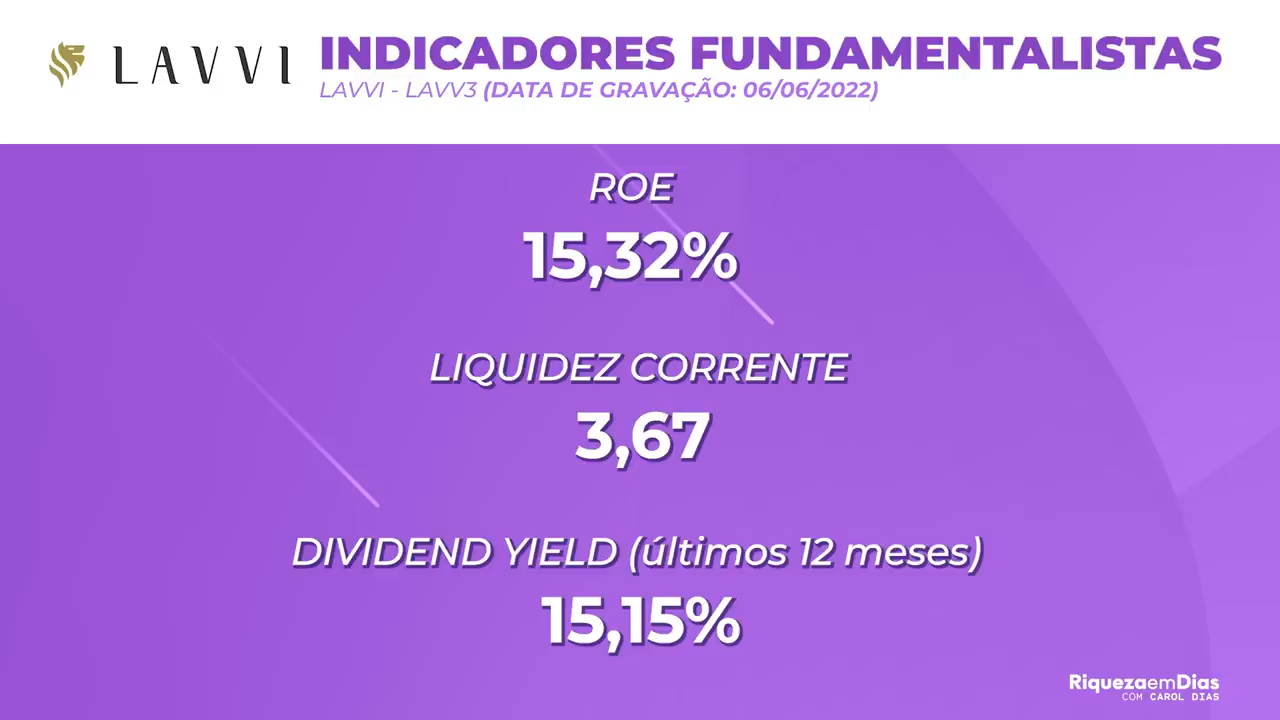 LAVVI
INDICADORES FUNDAMENTALISTAS
LAVVI - LAVV3 (DATA DE GRAVAÇÃO: 06/06/2022)
ROE
15,32%
LIQUIDEZ CORRENTE
3,67
DIVIDEND YIELD (últimos 12 meses)
15,15%
RiquezaemDias
COM CAROL DIAS